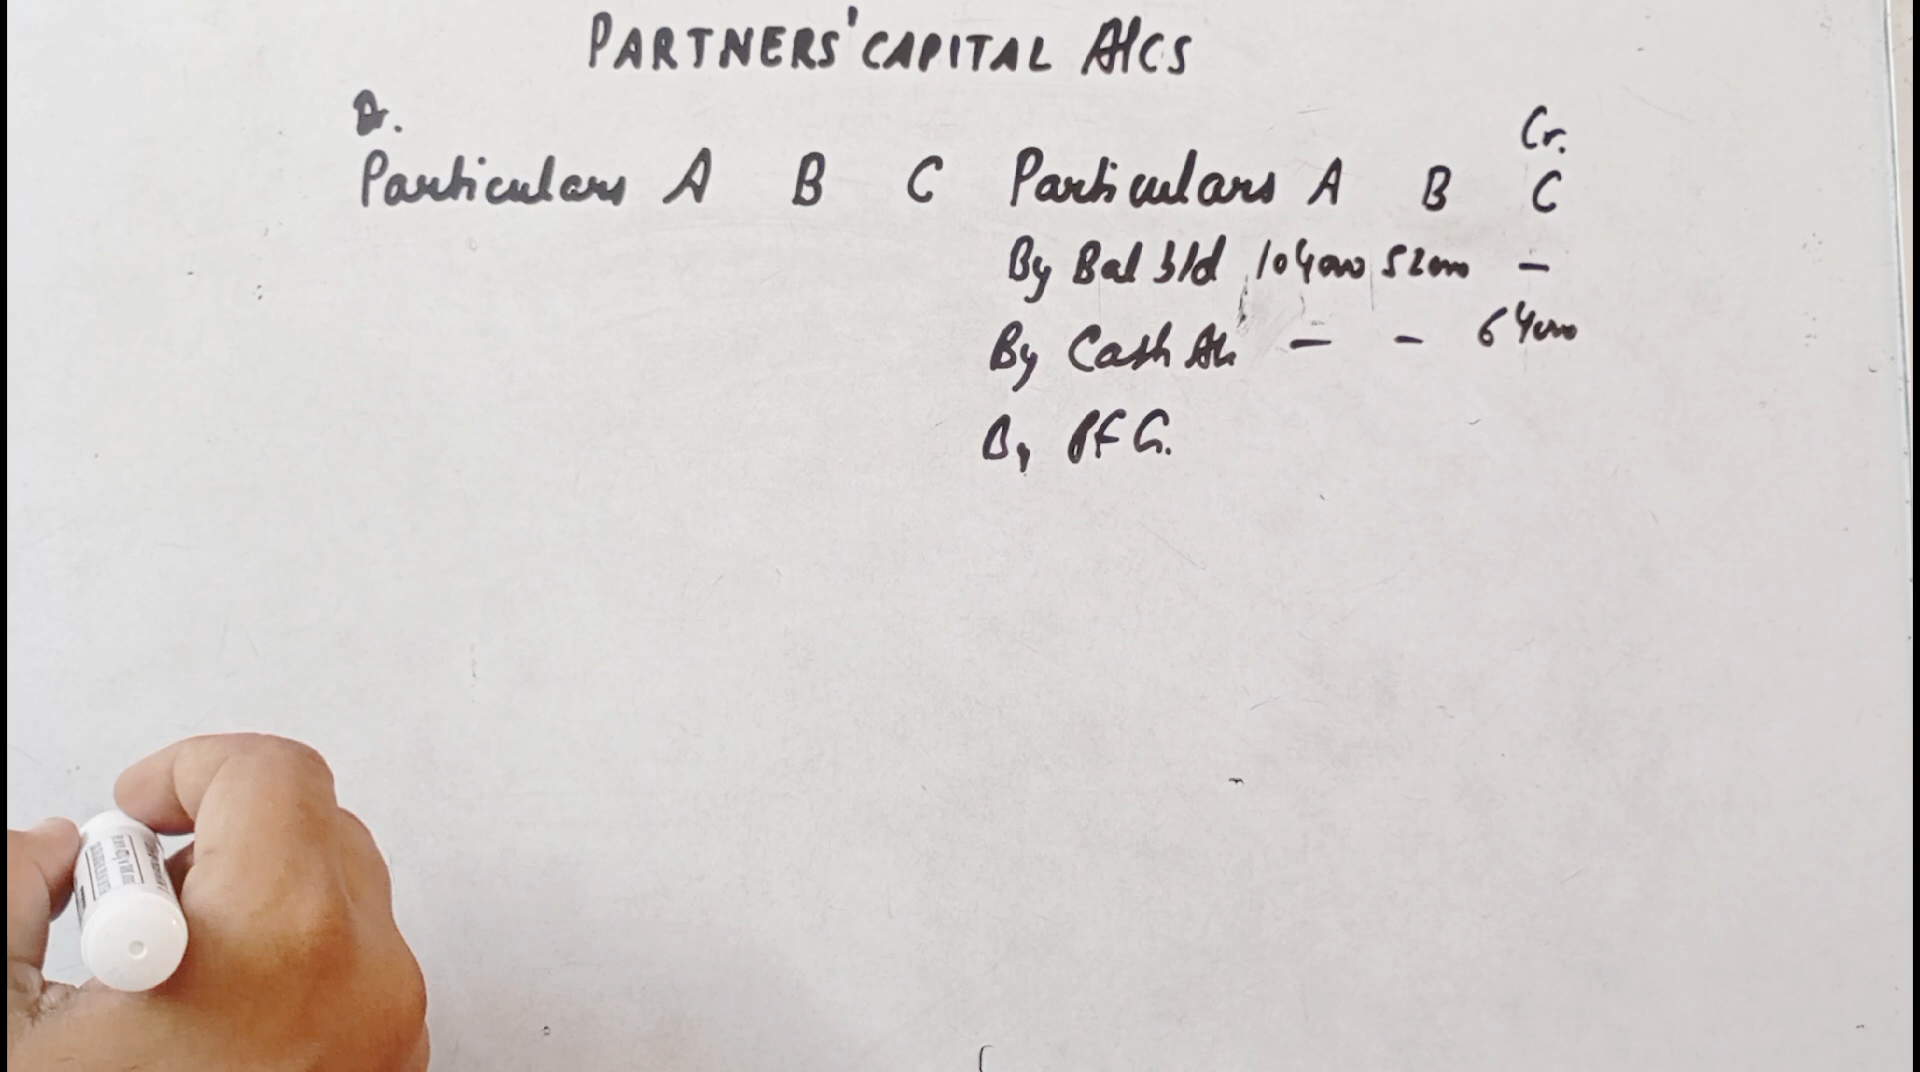 PARTNERS' CAPITAL A/CS
Dr.
Cr.
Particulars A B C Particulars A B C
By Bal b/d 104000 52000 -
By Cash A/c - - 64000
By PFG.